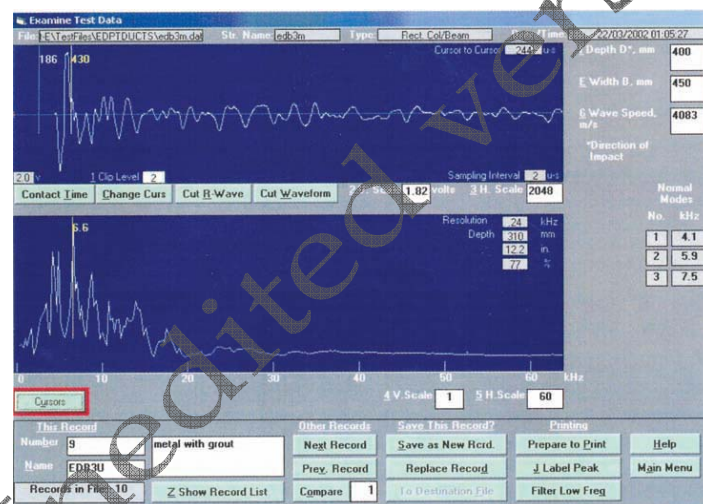 Examine Test Data
File: I-E\TestFiles\EDPTDUCTS\edb3m.dat Str. Name: edb3m Type: Rect. Col/Beam Time: 22/03/2002 01:05:27
186 430 Cursor to Cursor 244 u-s
Depth D*, mm 400
E Width B, mm 450
6 Wave Speed, m/s 4083
*Direction of Impact
2.0 v 1 Clip Level 2 Sampling Interval 2 u-s
Contact Time Change Curs Cut R-Wave Cut Waveform 1.82 volts 3 H. Scale 2048
Normal Modes
No. kHz
1 4.1
2 5.9
3 7.5
6.6
Resolution .24 kHz
Depth 310 mm
12.2 in.
77 %
0 10 20 30 40 50 60 kHz
Cursors 4 V.Scale 1 5 H.Scale 60
This Record Other Records Save This Record? Printing
Number 9 metal with grout Next Record Save as New Rcrd. Prepare to Print Help
Name EDB3U Prev. Record Replace Record J Label Peak Main Menu
Records in File: 10 Z Show Record List Compare 1 To Destination File Filter Low Freq